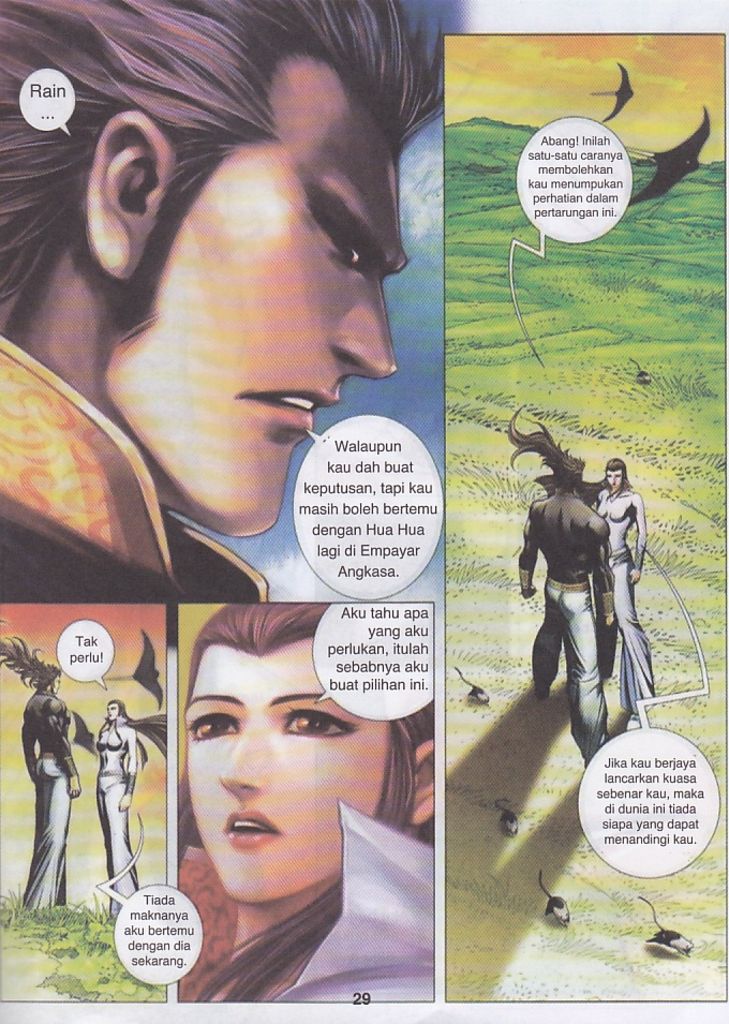 Rain
...
Walaupun
kau dah buat
keputusan, tapi kau
masih boleh bertemu
dengan Hua Hua
lagi di Empayar
Angkasa.
Tak
perlu!
Tiada
maknanya
aku bertemu
dengan dia
sekarang.
Aku tahu apa
yang aku
perlukan, itulah
sebabnya aku
buat pilihan ini.
Abang! Inilah
satu-satu caranya
membolehkan
kau menumpukan
perhatian dalam
pertarungan ini.
Jika kau berjaya
lancarkan kuasa
sebenar kau, maka
di dunia ini tiada
siapa yang dapat
menandingi kau.
29